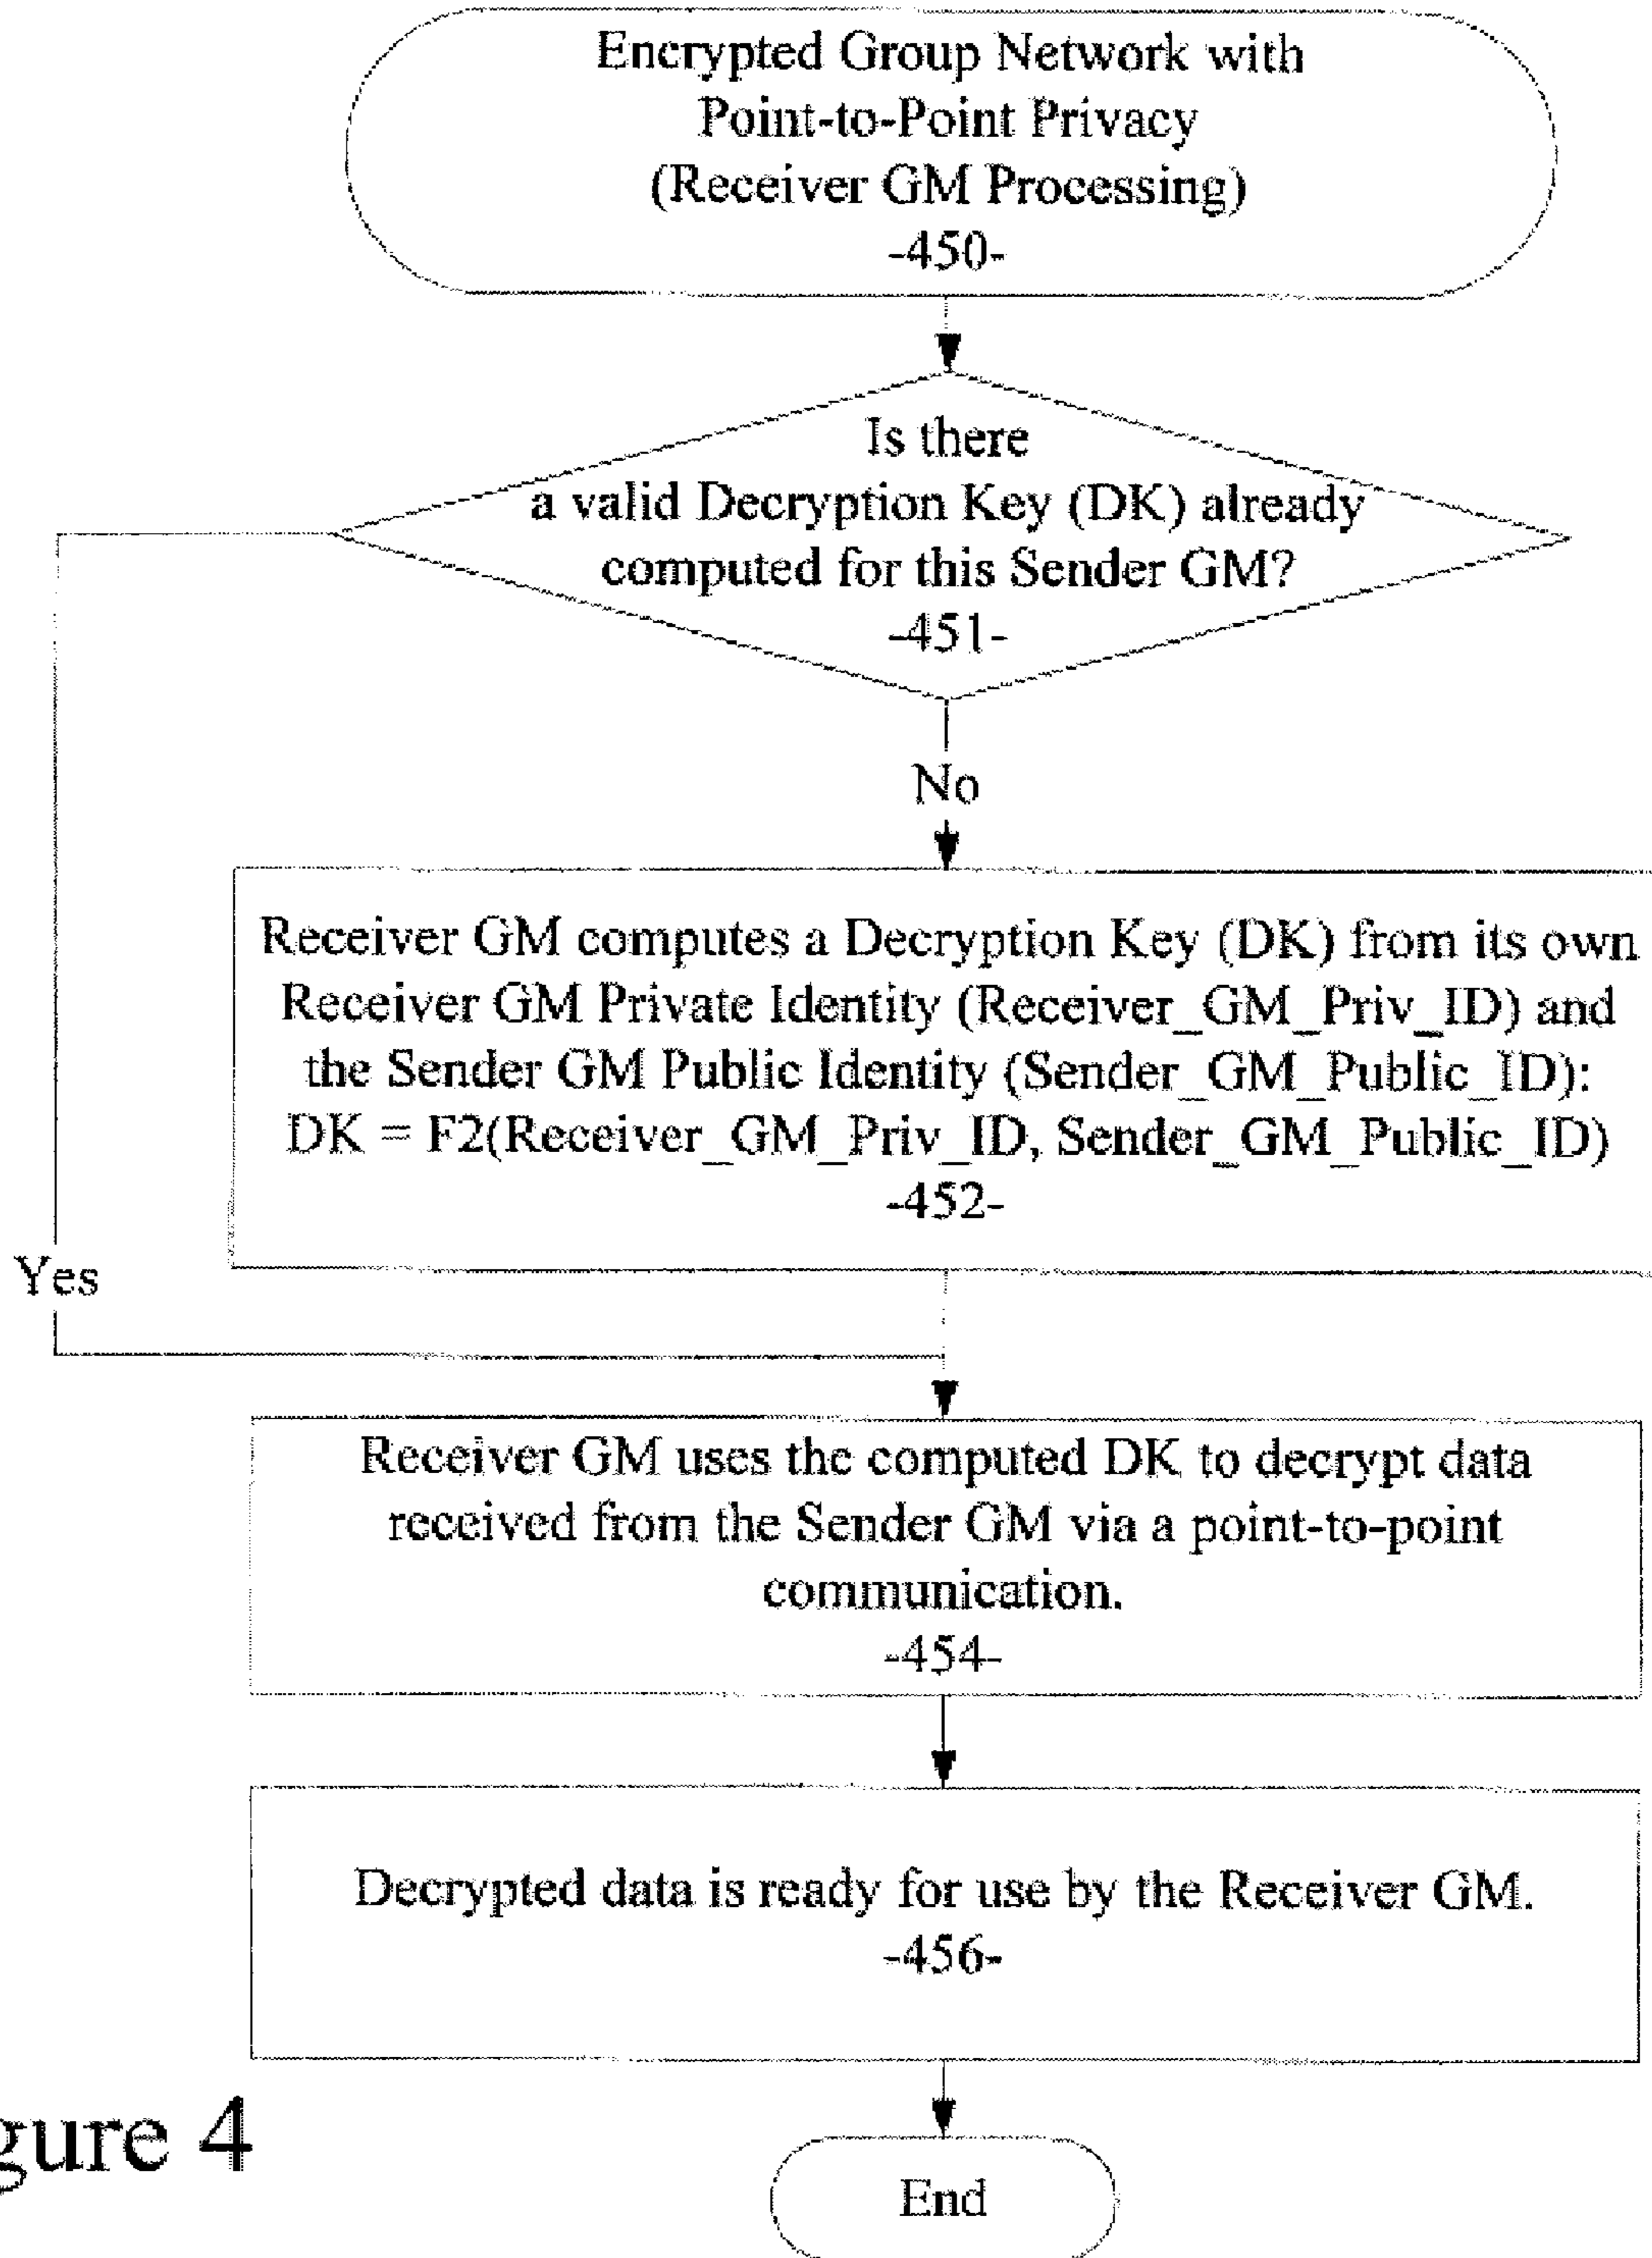 Encrypted Group Network with
Point-to-Point Privacy
(Receiver GM Processing)
-450-
Is there
a valid Decryption Key (DK) already
computed for this Sender GM?
-451-
No
Receiver GM computes a Decryption Key (DK) from its own
Receiver GM Private Identity (Receiver_GM_Priv_ID) and
the Sender GM Public Identity (Sender_GM_Public_ID):
DK = F2(Receiver_GM_Priv_ID, Sender_GM_Public_ID)
-452-
Yes
Receiver GM uses the computed DK to decrypt data
received from the Sender GM via a point-to-point
communication.
-454-
Decrypted data is ready for use by the Receiver GM.
-456-
gure 4
End